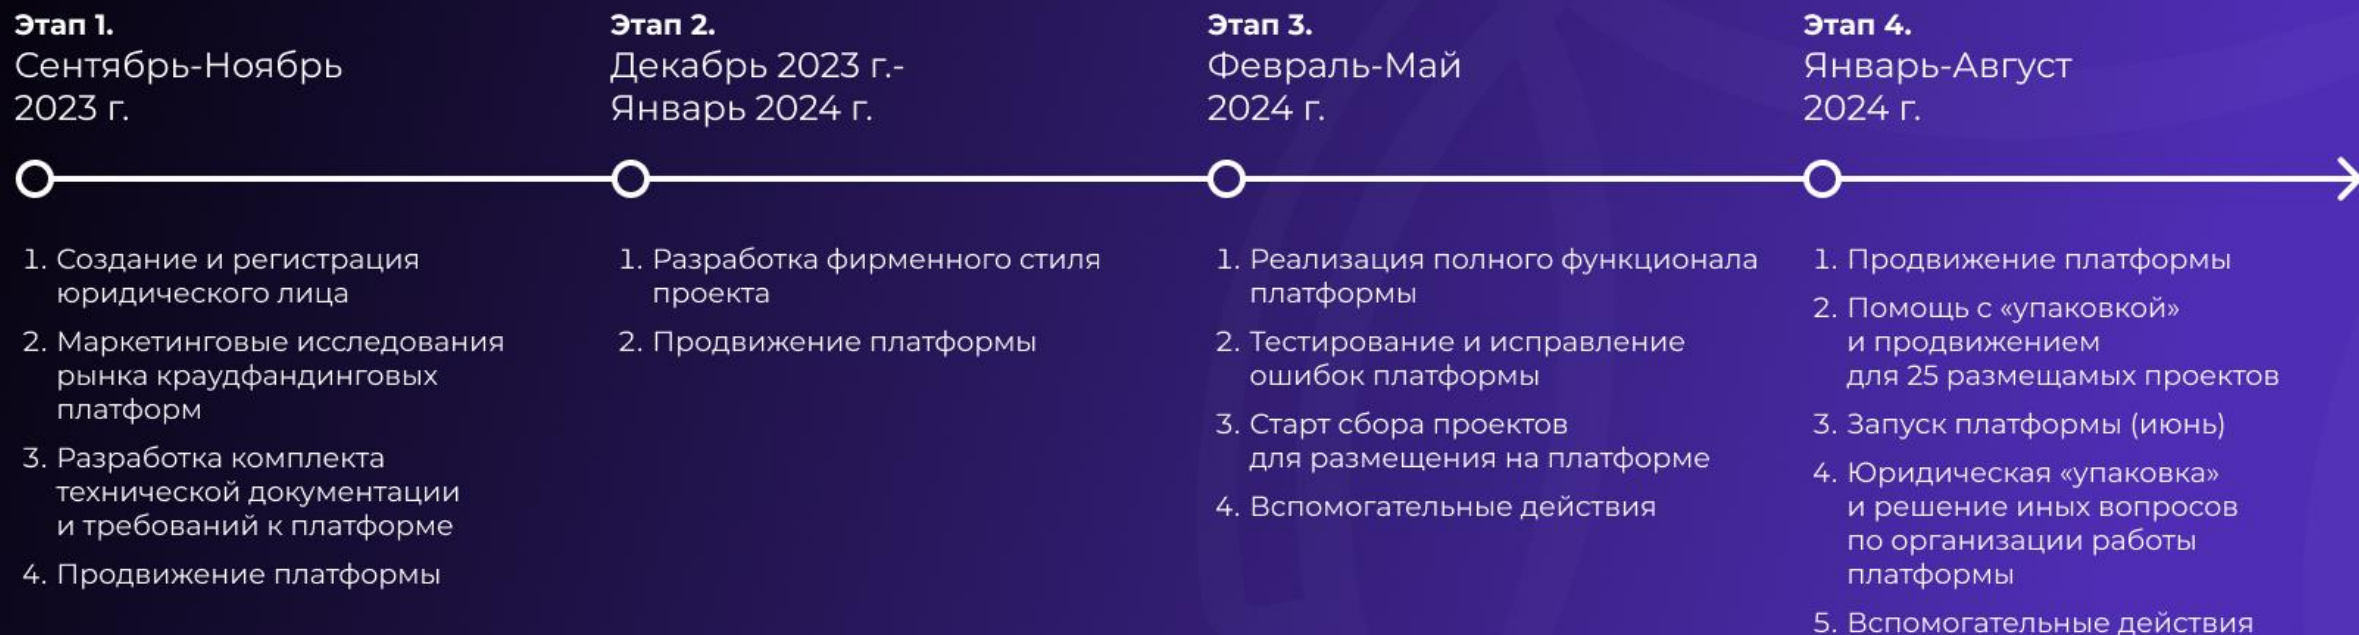 Этап 1.
Сентябрь-Ноябрь
2023 г.
Этап 2.
Декабрь 2023 г.-
Январь 2024 г.
Этап 3.
Февраль-Май
2024 г.
Этап 4.
Январь-Август
2024 г.
1. Создание и регистрация
юридического лица
2. Маркетинговые исследования
рынка краудфандинговых
платформ
3. Разработка комплекта
технической документации
и требований к платформе
4. Продвижение платформы
1. Разработка фирменного стиля
проекта
2. Продвижение платформы
1. Реализация полного функционала
платформы
2. Тестирование и исправление
ошибок платформы
3. Старт сбора проектов
для размещения на платформе
4. Вспомогательные действия
1. Продвижение платформы
2. Помощь с «упаковкой»
и продвижением
для 25 размещамых проектов
3. Запуск платформы (июнь)
4. Юридическая «упаковка»
и решение иных вопросов
по организации работы
платформы
5. Вспомогательные действия